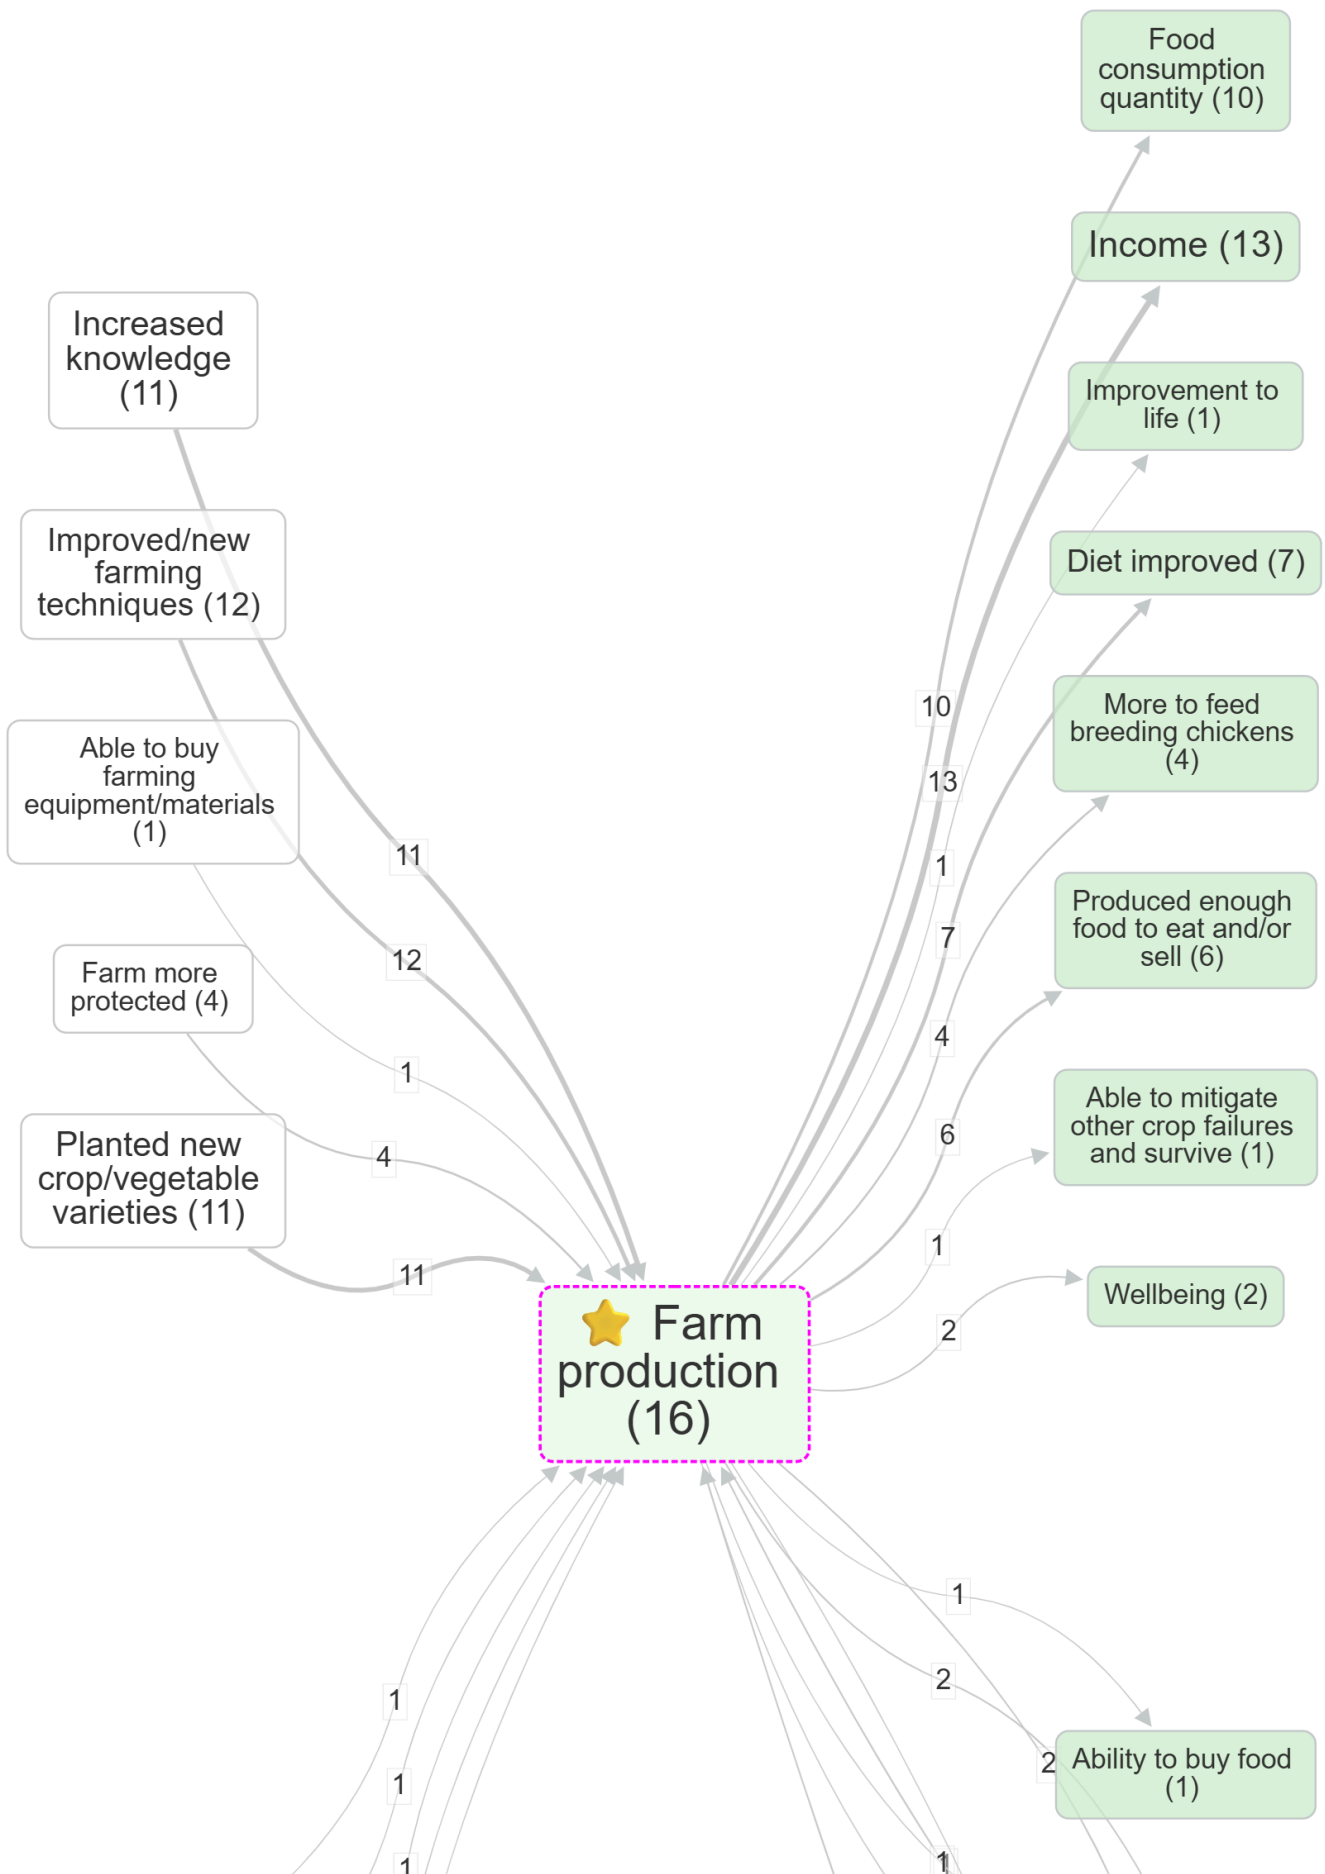 Food
consumption
quantity (10)
Income (13)
Increased
knowledge
(11)
Improvement to
life (1)
Improved/new
farming
techniques (12)
Diet improved (7)
More to feed
breeding chickens
(4)
10
Able to buy
farming
equipment/materials
(1)
13
11
1
Produced enough
food to eat and/or
sell (6)
7
12
Farm more
protected (4)
4
1
Able to mitigate
other crop failures
and survive (1)
6
4
Planted new
crop/vegetable
varieties (11)
1
11
Wellbeing (2)
2
Farm
production
(16)
1
2
1
2
Ability to buy food
(1)
1
1
1